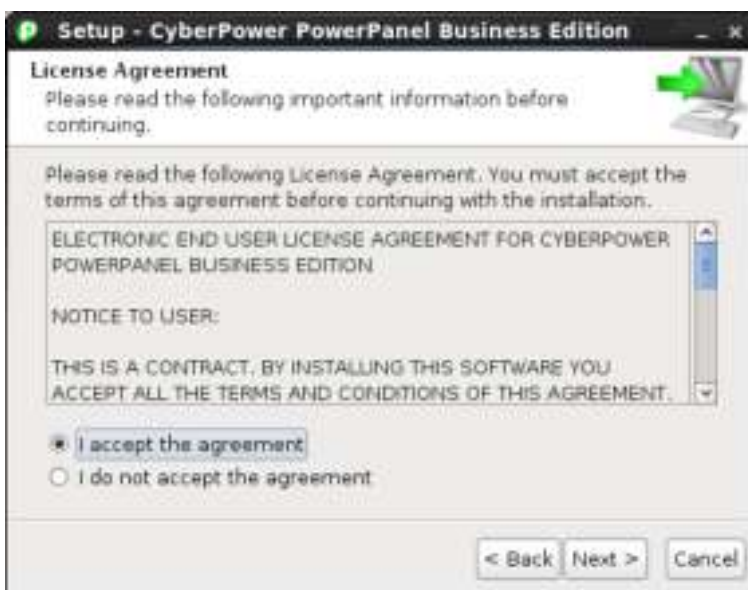 Setup - CyberPower PowerPanel Business Edition
License Agreement
Please read the following important information before
continuing.
Please read the following License Agreement. You must accept the
terms of this agreement before continuing with the installation.
ELECTRONIC END USER LICENSE AGREEMENT FOR CYBERPOWER
POWERPANEL BUSINESS EDITION
NOTICE TO USER:
THIS IS A CONTRACT. BY INSTALLING THIS SOFTWARE YOU
ACCEPT ALL THE TERMS AND CONDITIONS OF THIS AGREEMENT.
I accept the agreement
I do not accept the agreement
< Back Next > Cancel